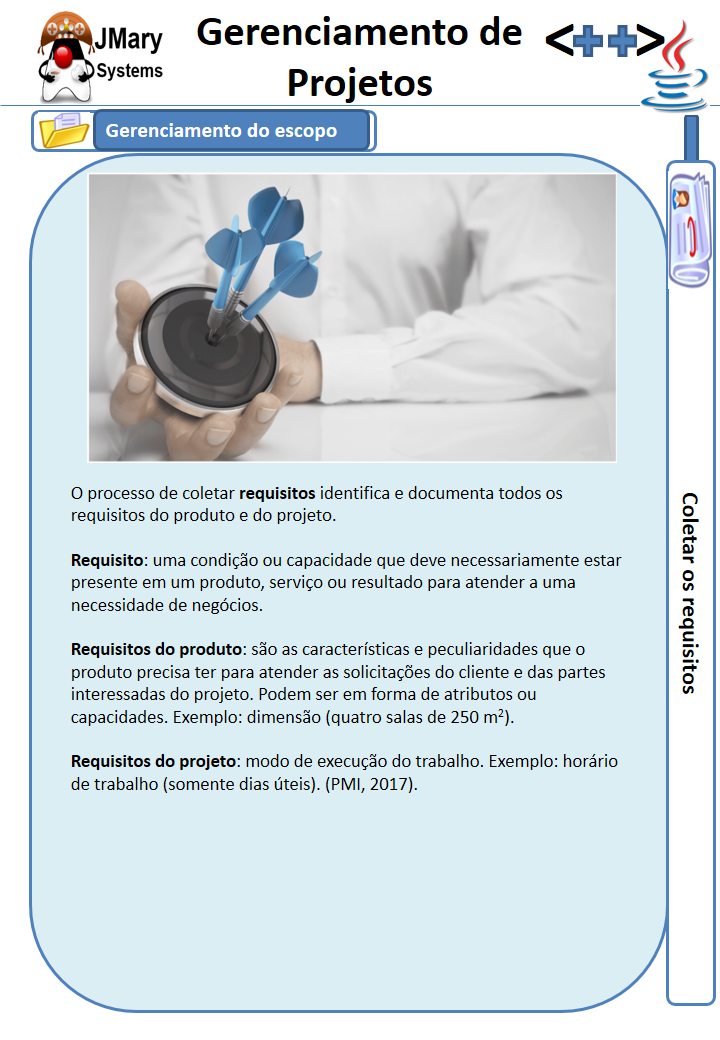 JMary
Systems
Gerenciamento de
Projetos
<++>
Gerenciamento do escopo
O processo de coletar requisitos identifica e documenta todos os
requisitos do produto e do projeto.
Requisito: uma condição ou capacidade que deve necessariamente estar
presente em um produto, serviço ou resultado para atender a uma
necessidade de negócios.
Requisitos do produto: são as características e peculiaridades que o
produto precisa ter para atender as solicitações do cliente e das partes
interessadas do projeto. Podem ser em forma de atributos ou
capacidades. Exemplo: dimensão (quatro salas de 250 m²).
Requisitos do projeto: modo de execução do trabalho. Exemplo: horário
de trabalho (somente dias úteis). (PMI, 2017).
Coletar os requisitos